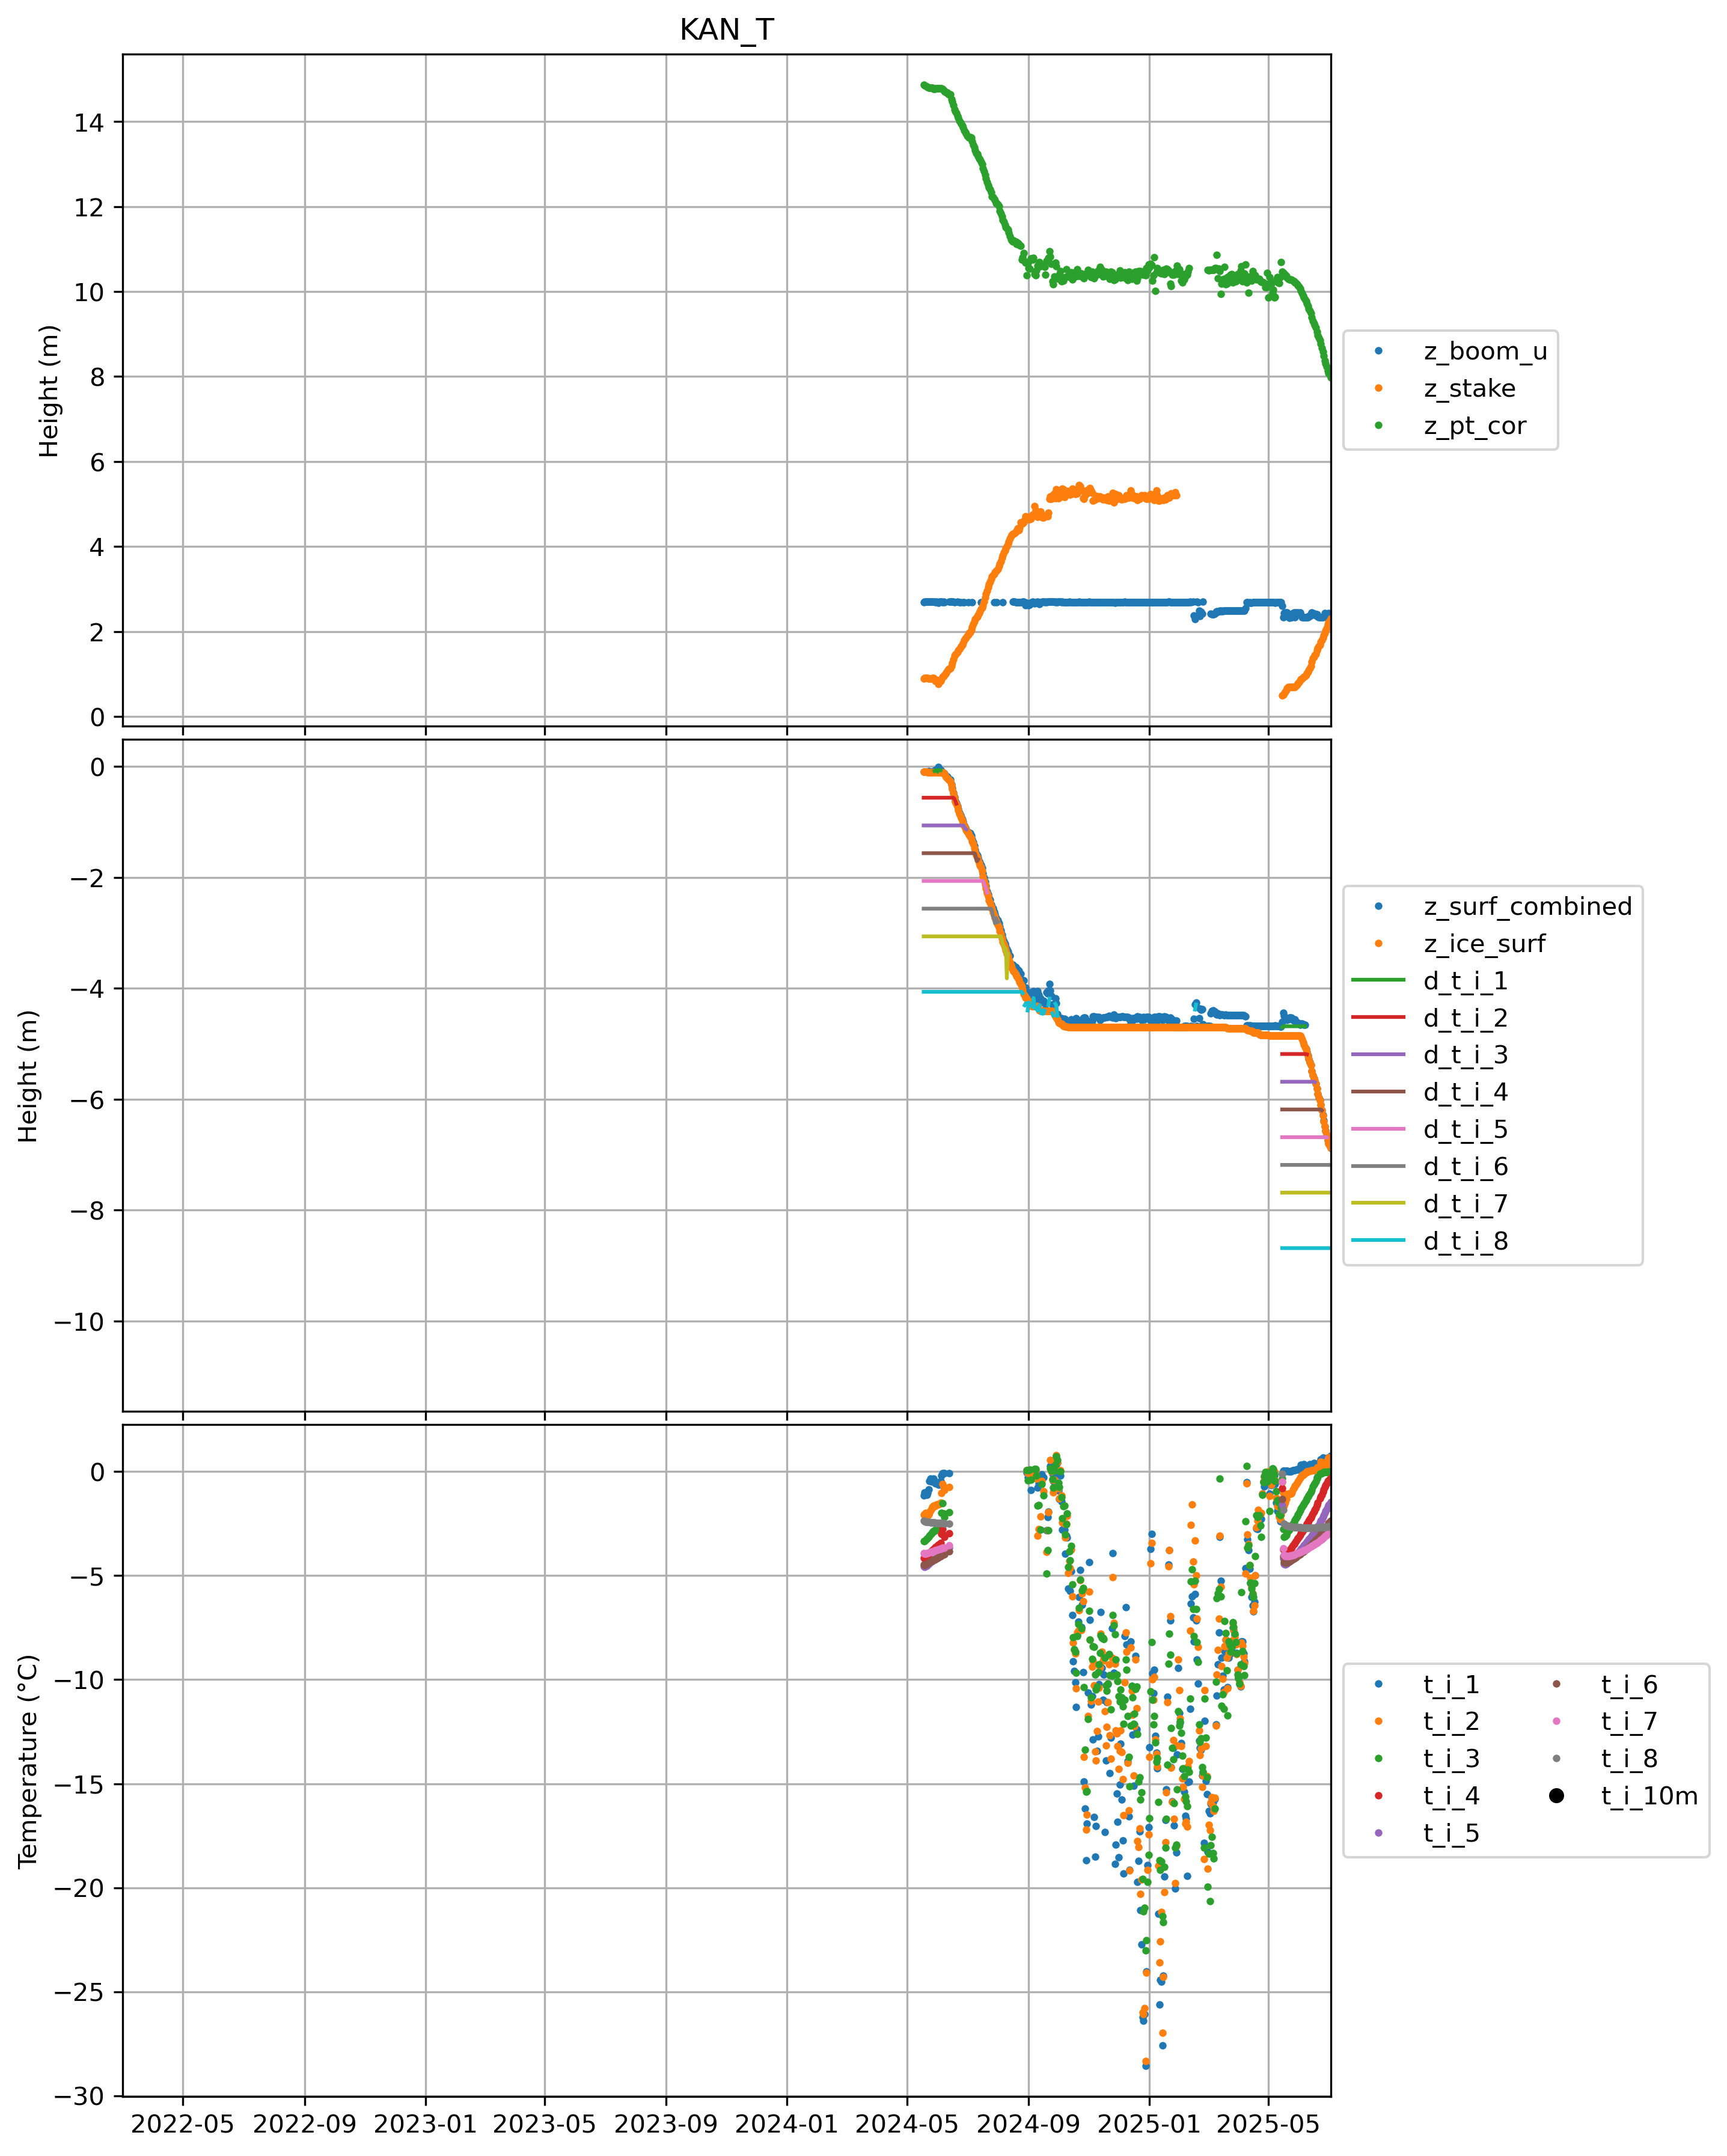 KAN_T
14
12
10
8
6
4
2
0
Height (m)
z_boom_u
z_stake
z_pt_cor
0
−2
−4
−6
−8
−10
Height (m)
z_surf_combined
z_ice_surf
d_t_i_1
d_t_i_2
d_t_i_3
d_t_i_4
d_t_i_5
d_t_i_6
d_t_i_7
d_t_i_8
0
−5
−10
−15
−20
−25
−30
Temperature (°C)
t_i_1
t_i_2
t_i_3
t_i_4
t_i_5
t_i_6
t_i_7
t_i_8
t_i_10m
2022-05 2022-09 2023-01 2023-05 2023-09 2024-01 2024-05 2024-09 2025-01 2025-05